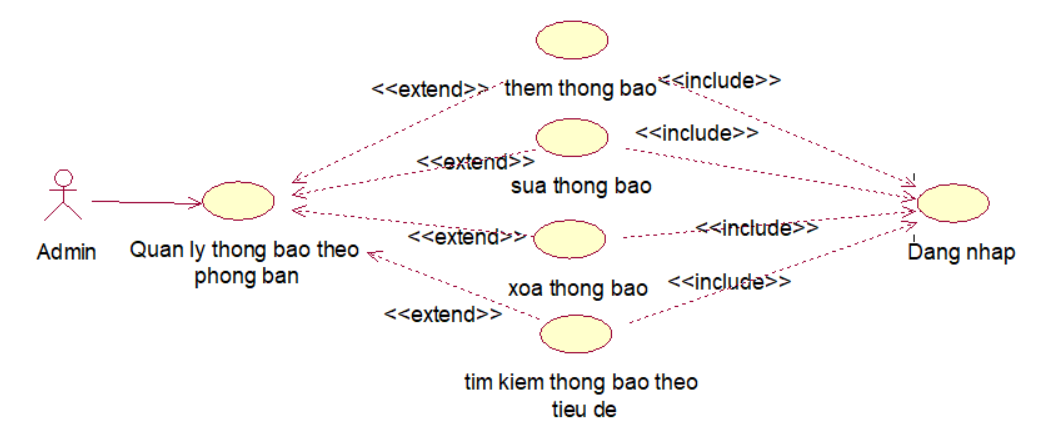 <<extend>> them thong bao <<include>>
<<extend>> <<include>>
sua thong bao
Admin
Quan ly thong bao theo
phong ban
<<extend>> <<include>>
Dang nhap
xoa thong bao
<<extend>> <<include>>
tim kiem thong bao theo
tieu de